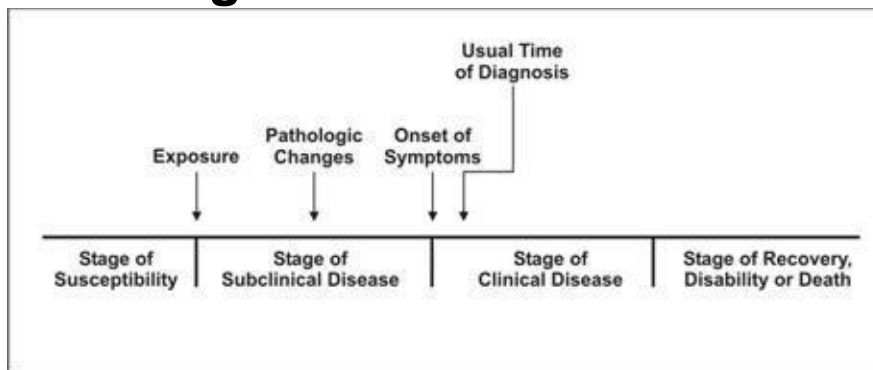 Usual Time
of Diagnosis
Pathologic
Changes
Onset of
Symptoms
Exposure
Stage of
Susceptibility
Stage of
Subclinical Disease
Stage of
Clinical Disease
Stage of Recovery,
Disability or Death